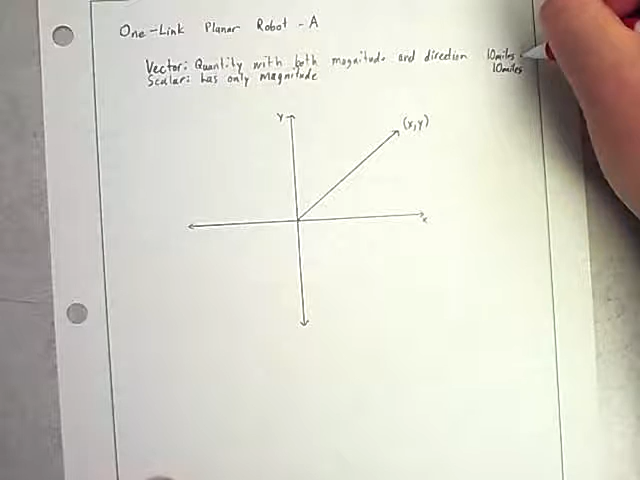 One-Link Planar Robot - A
Vector: Quantity with both magnitude and direction 10miles
Scalar: has only magnitude 10miles
Y
(x,y)
x